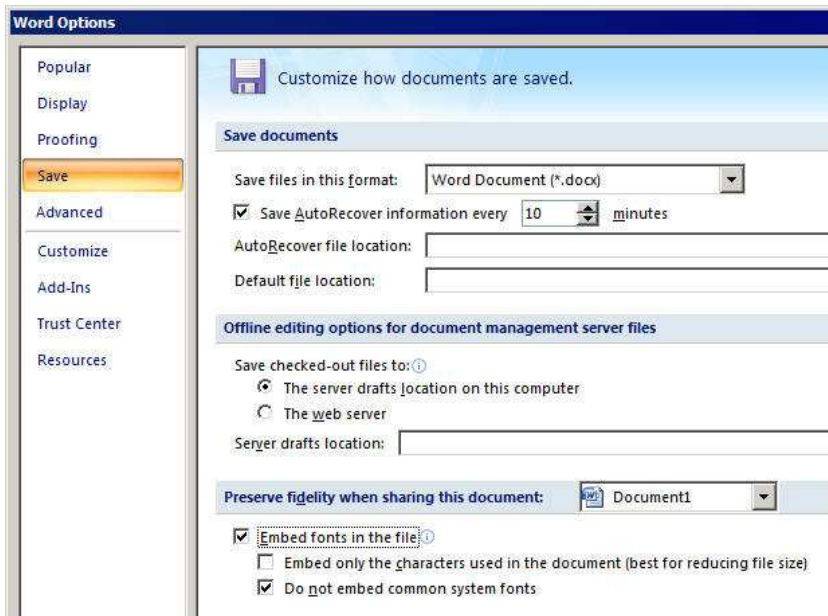 Word Options
Popular
Display
Proofing
Save
Advanced
Customize
Add-Ins
Trust Center
Resources
Customize how documents are saved.
Save documents
Save files in this format: Word Document (*.docx)
Save AutoRecover information every 10 minutes
AutoRecover file location:
Default file location:
Offline editing options for document management server files
Save checked-out files to:
The server drafts location on this computer
The web server
Server drafts location:
Preserve fidelity when sharing this document: Document1
Embed fonts in the file
Embed only the characters used in the document (best for reducing file size)
Do not embed common system fonts